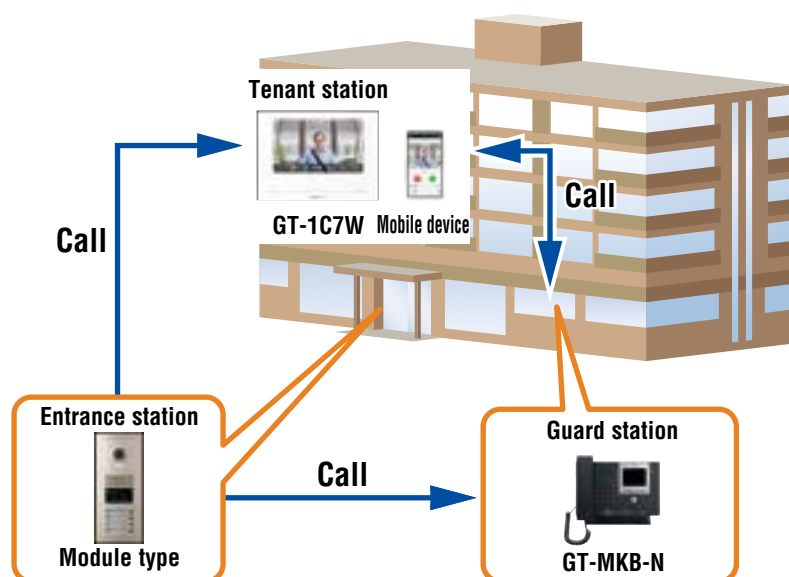 Tenant station
GT-1C7W
Mobile device
Call
Call
Entrance station
Module type
Call
Guard station
GT-MKB-N